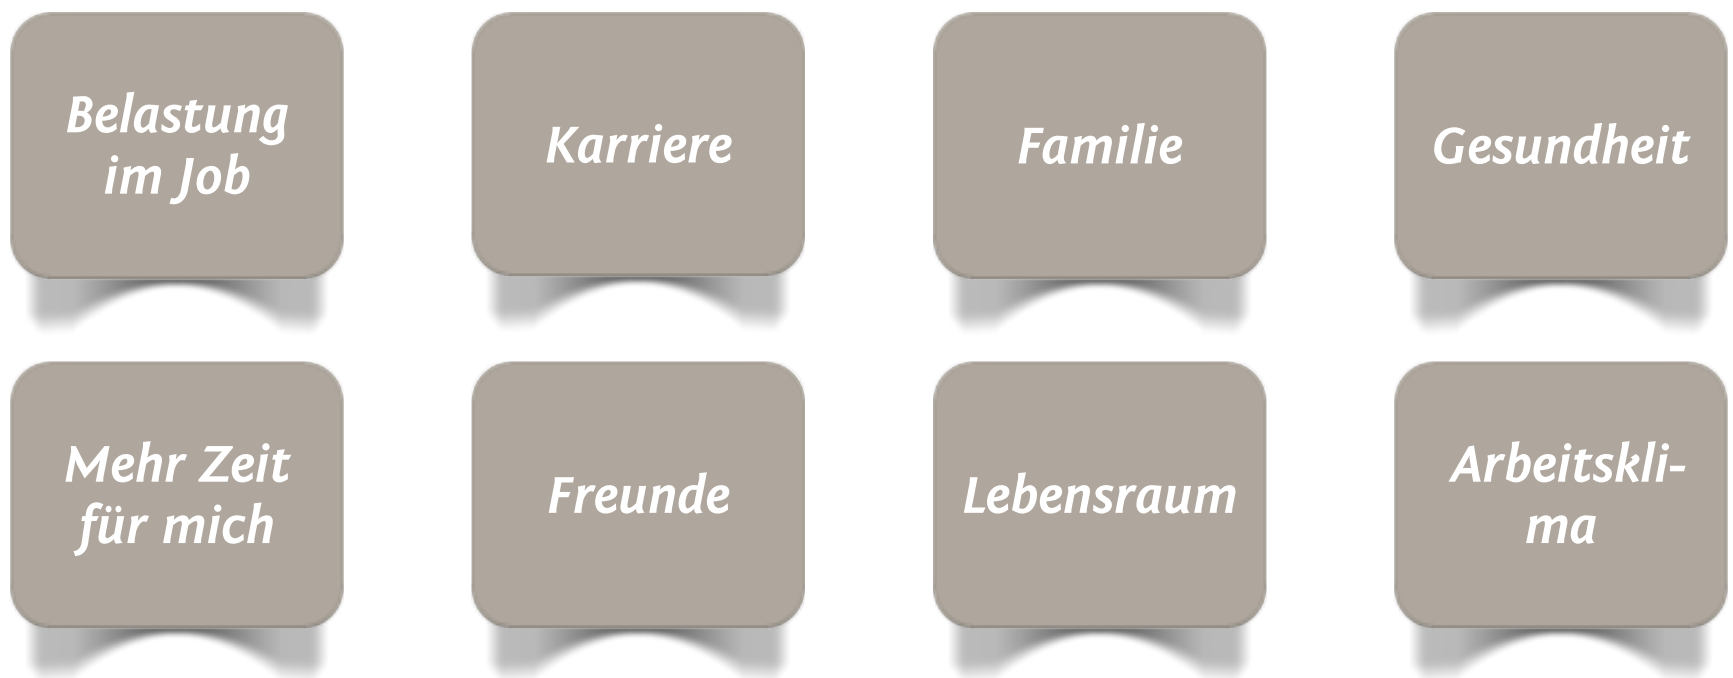 Belastung
im Job
Karriere
Familie
Gesundheit
Mehr Zeit
für mich
Freunde
Lebensraum
Arbeitskli-
ma